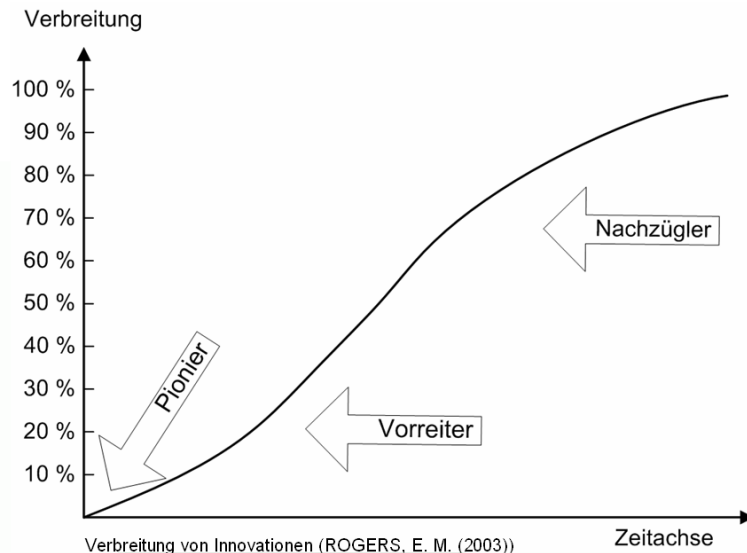 Verbreitung
100 %
90 %
80 %
70 %
60 %
50 %
40 %
30 %
20 %
10 %
Pionier
Vorreiter
Nachzügler
Zeitachse
Verbreitung von Innovationen (ROGERS, E. M. (2003))